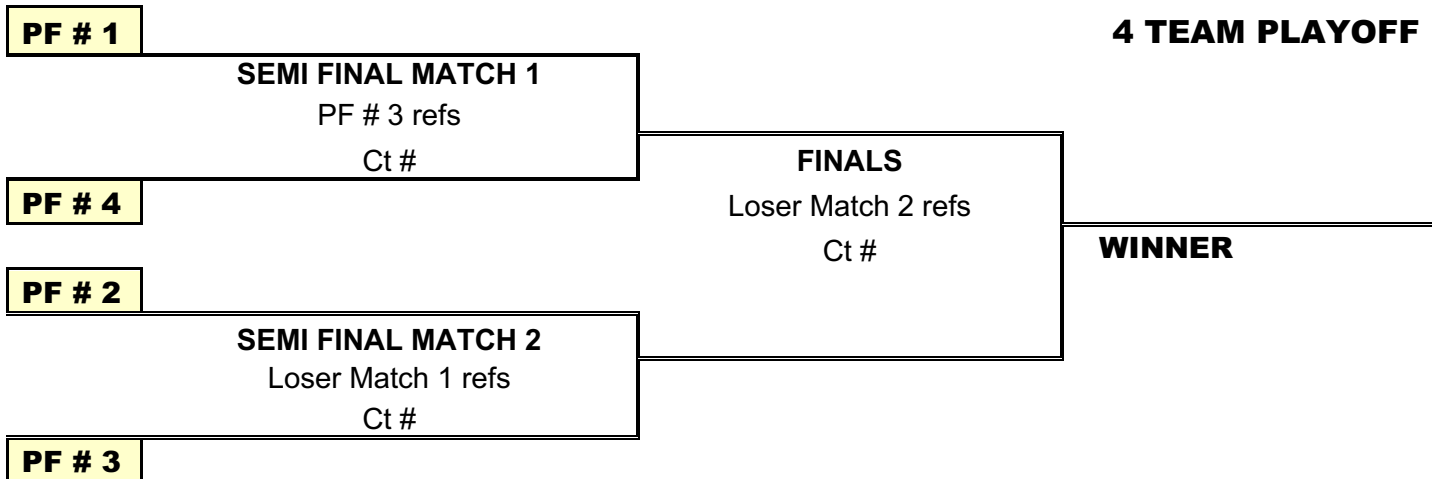 PF # 1
4 TEAM PLAYOFF
SEMI FINAL MATCH 1
PF # 3 refs
Ct #
PF # 4
FINALS
Loser Match 2 refs
Ct #
WINNER
PF # 2
SEMI FINAL MATCH 2
Loser Match 1 refs
Ct #
PF # 3